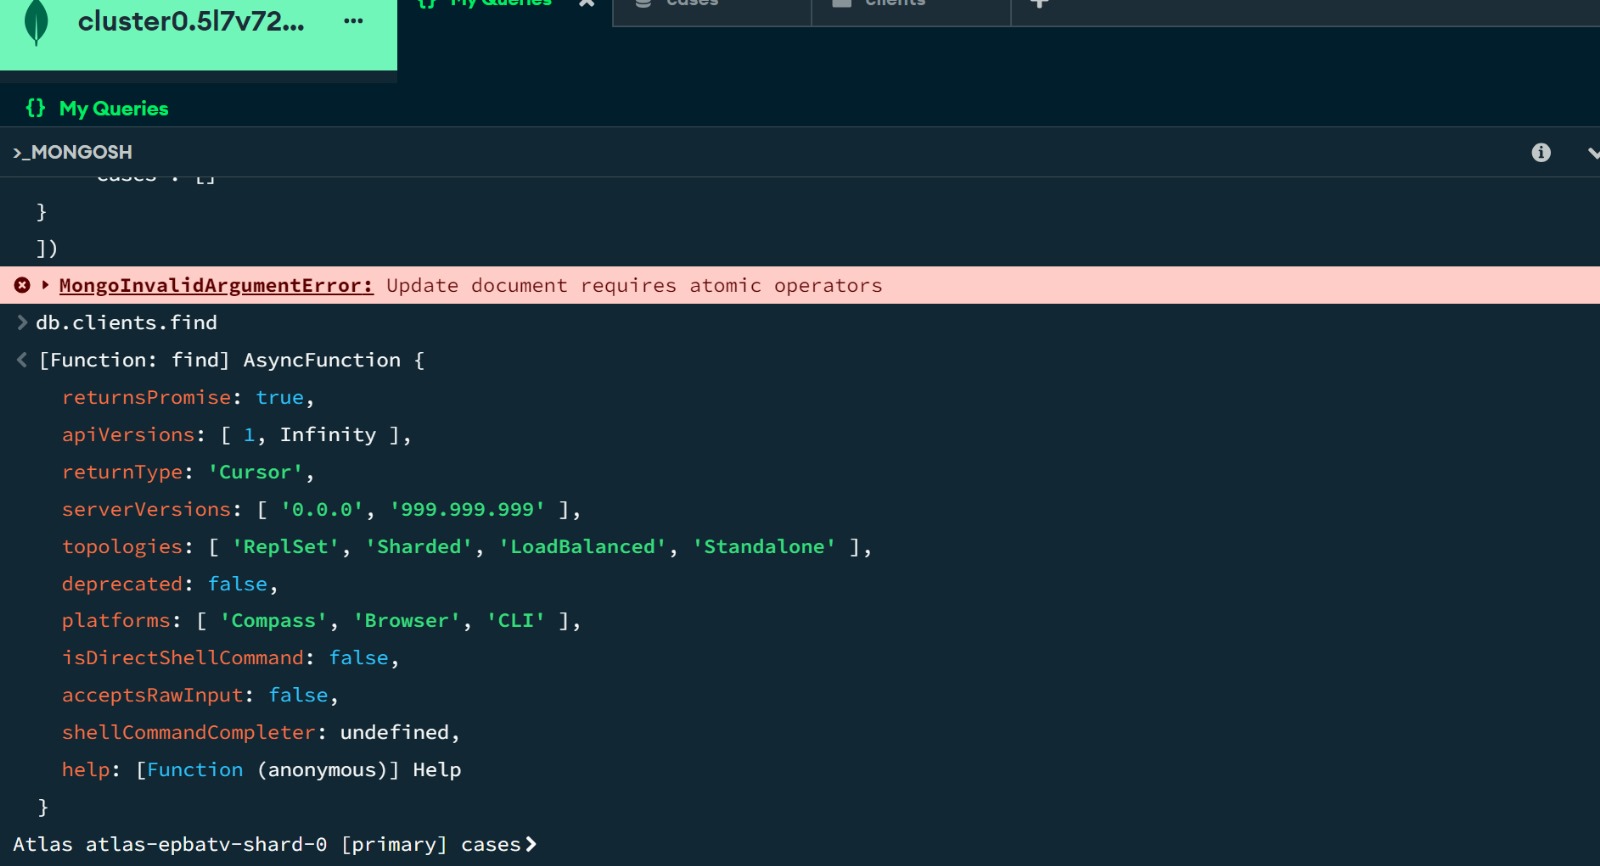 {} My Queries × cases clients +
cluster0.5l7v72... ...
{} My Queries
>_MONGOSH
cases : []
}
])
MongoInvalidArgumentError: Update document requires atomic operators
db.clients.find
[Function: find] AsyncFunction {
returnsPromise: true,
apiVersions: [ 1, Infinity ],
returnType: 'Cursor',
serverVersions: [ '0.0.0', '999.999.999' ],
topologies: [ 'ReplSet', 'Sharded', 'LoadBalanced', 'Standalone' ],
deprecated: false,
platforms: [ 'Compass', 'Browser', 'CLI' ],
isDirectShellCommand: false,
acceptsRawInput: false,
shellCommandCompleter: undefined,
help: [Function (anonymous)] Help
}
Atlas atlas-epbatv-shard-0 [primary] cases>